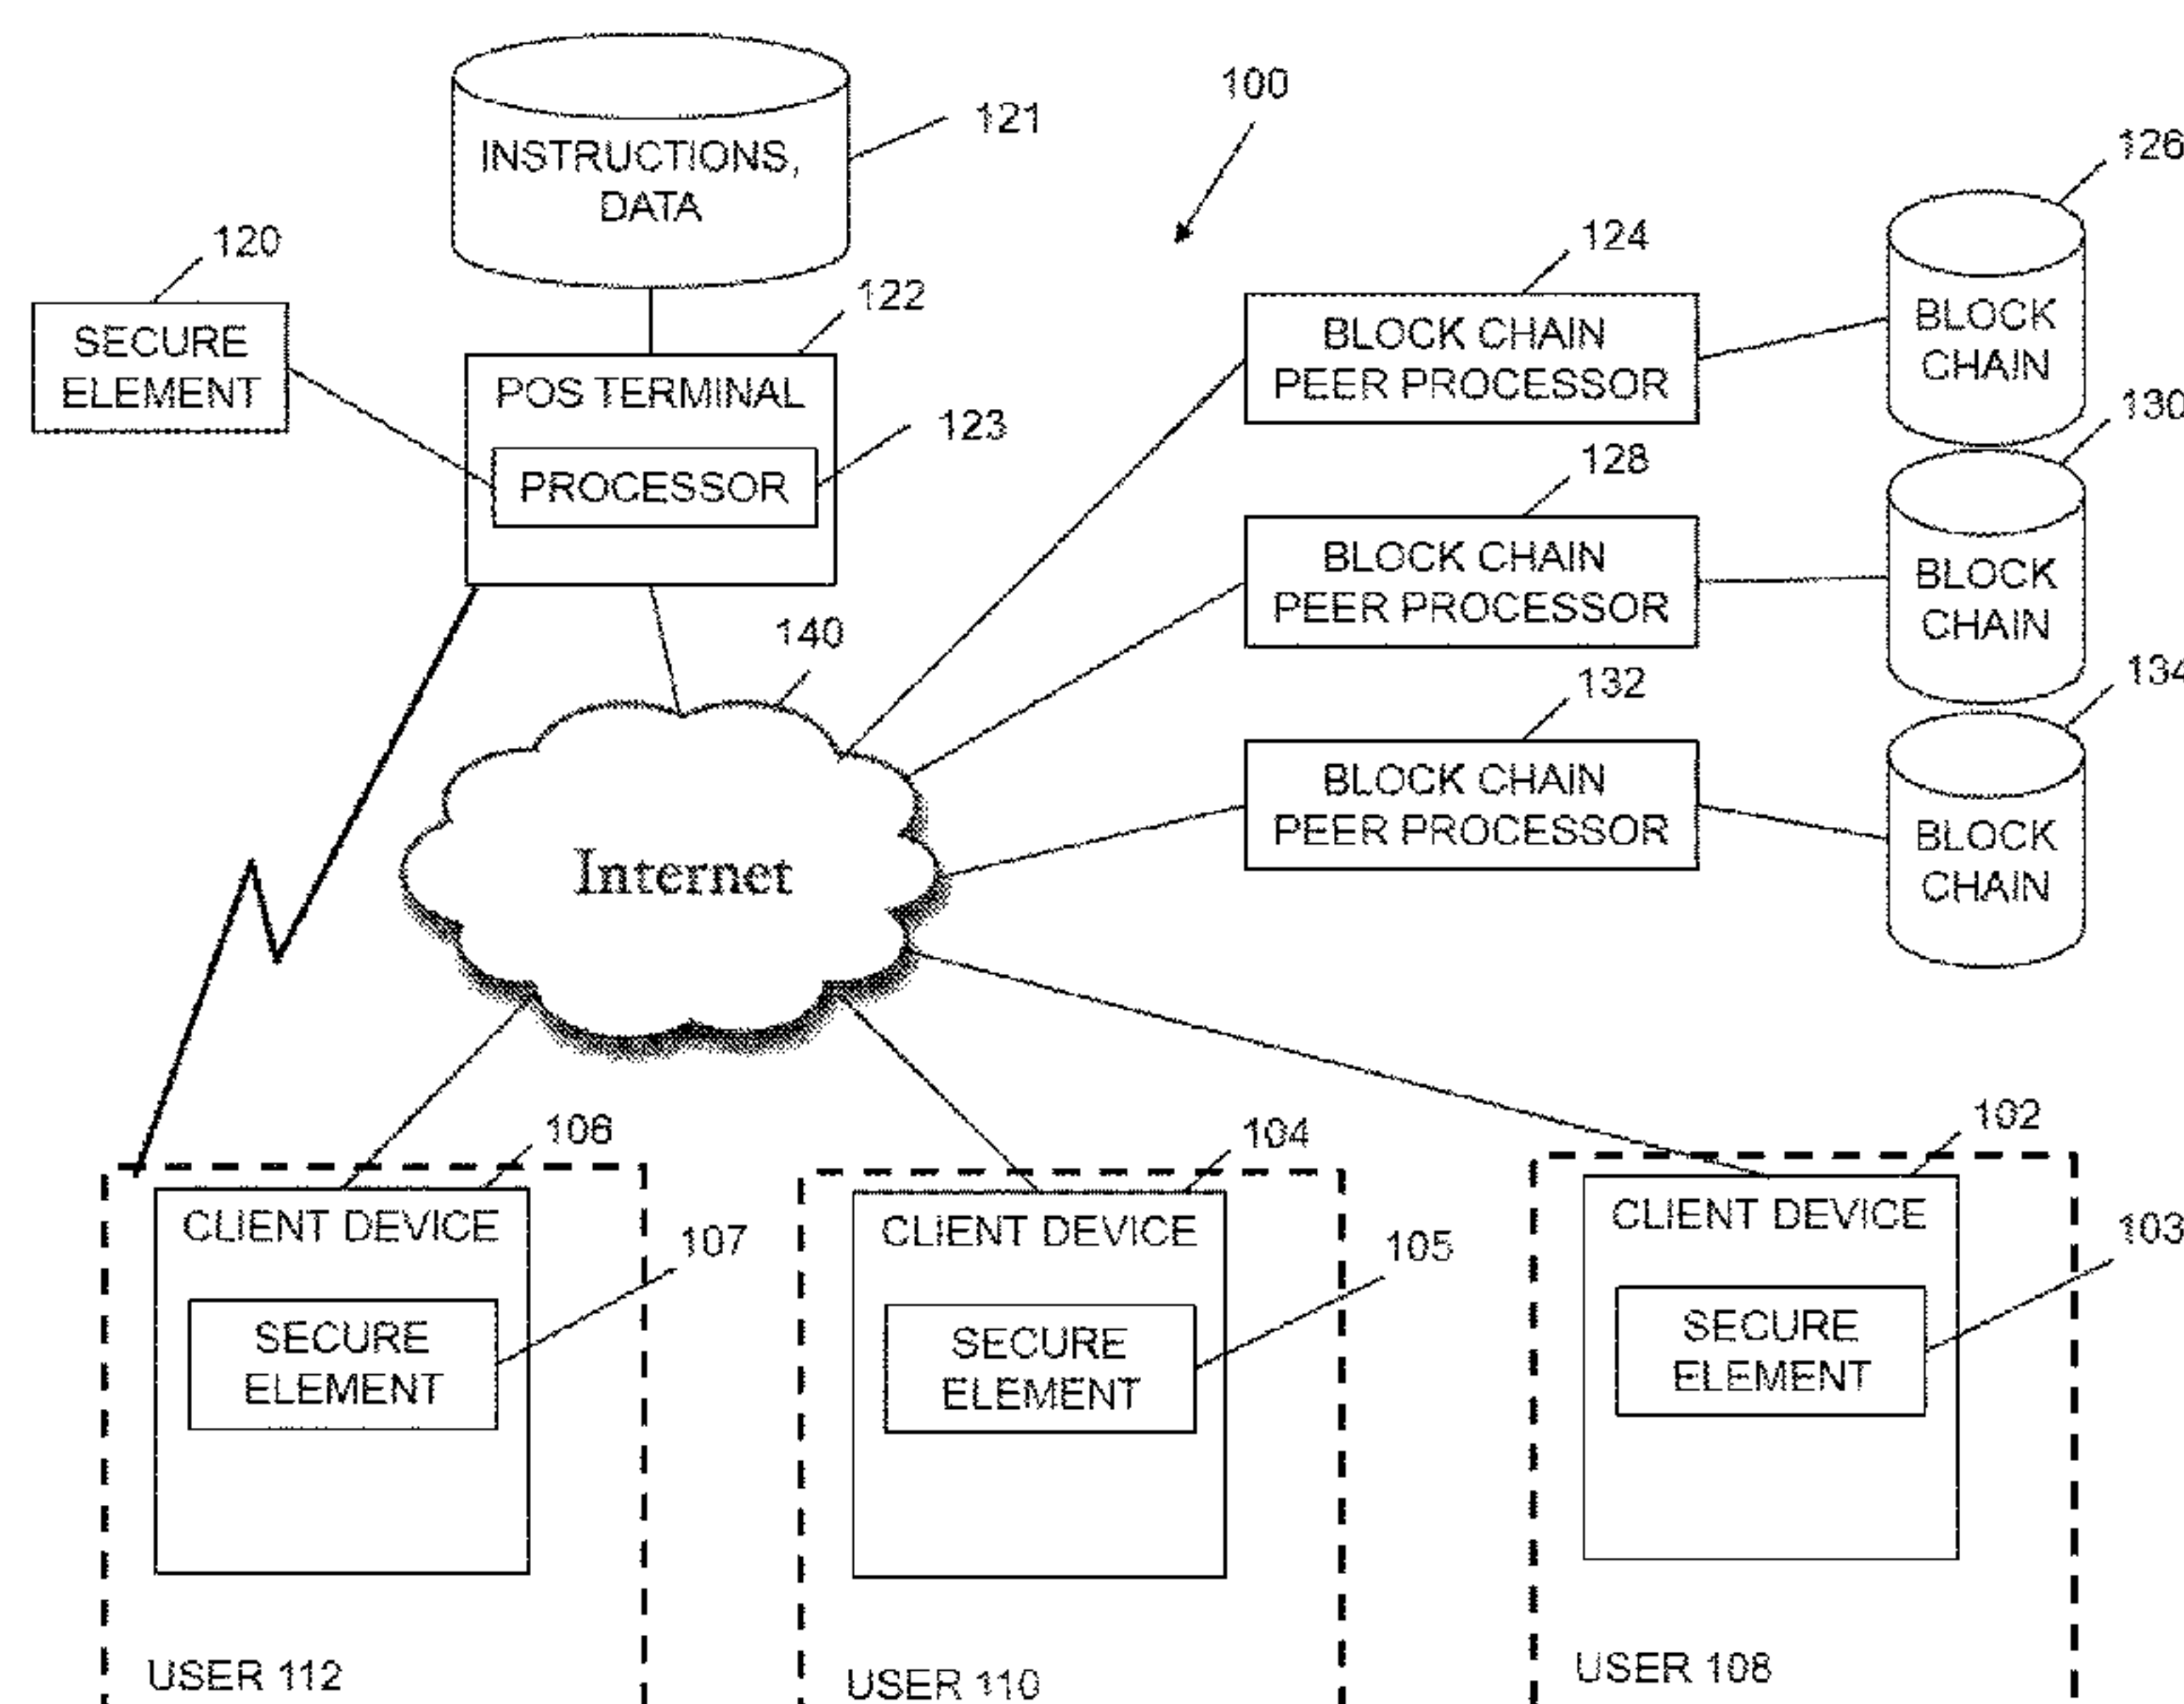 100
121
INSTRUCTIONS,
DATA
126
120
124
SECURE
ELEMENT
122
BLOCK CHAIN
PEER PROCESSOR
BLOCK
CHAIN
POS TERMINAL
123
PROCESSOR
130
128
BLOCK CHAIN
PEER PROCESSOR
BLOCK
CHAIN
140
132
134
BLOCK CHAIN
PEER PROCESSOR
BLOCK
CHAIN
Internet
106
104
102
CLIENT DEVICE
107
SECURE
ELEMENT
USER 112
CLIENT DEVICE
105
SECURE
ELEMENT
USER 110
CLIENT DEVICE
103
SECURE
ELEMENT
USER 108